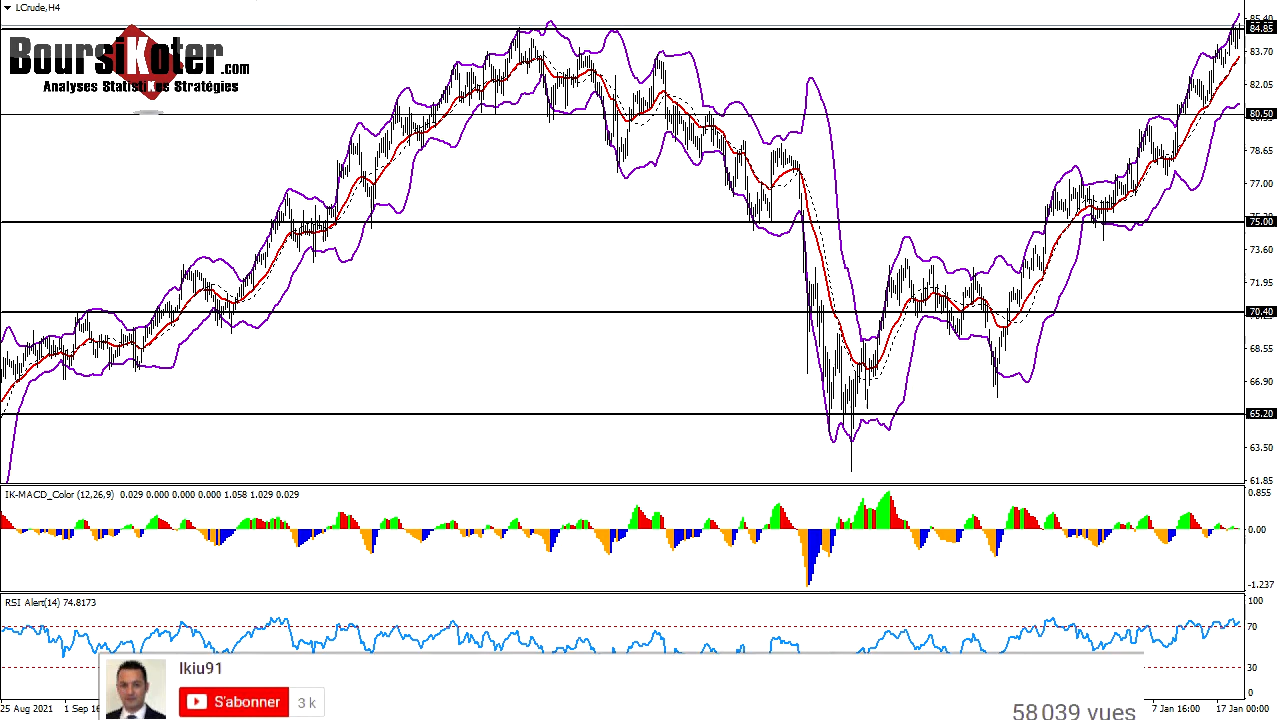 LCrude,H4
BoursiKoter.com
Analyses StatistiKes Stratégies
85.40
84.85
83.70
82.05
80.50
78.65
77.00
75.00
73.60
71.95
70.40
68.55
66.90
65.20
63.50
61.85
IK-MACD_Color (12,26,9) 0.029 0.000 0.000 0.000 1.058 1.029 0.029
0.855
0.00
-1.237
RSI Alert(14) 74.8173
100
70
30
0
Ikiu91
S'abonner 3 k
58 039 vues
25 Aug 2021 1 Sep 16 7 Jan 16:00 17 Jan 00:00